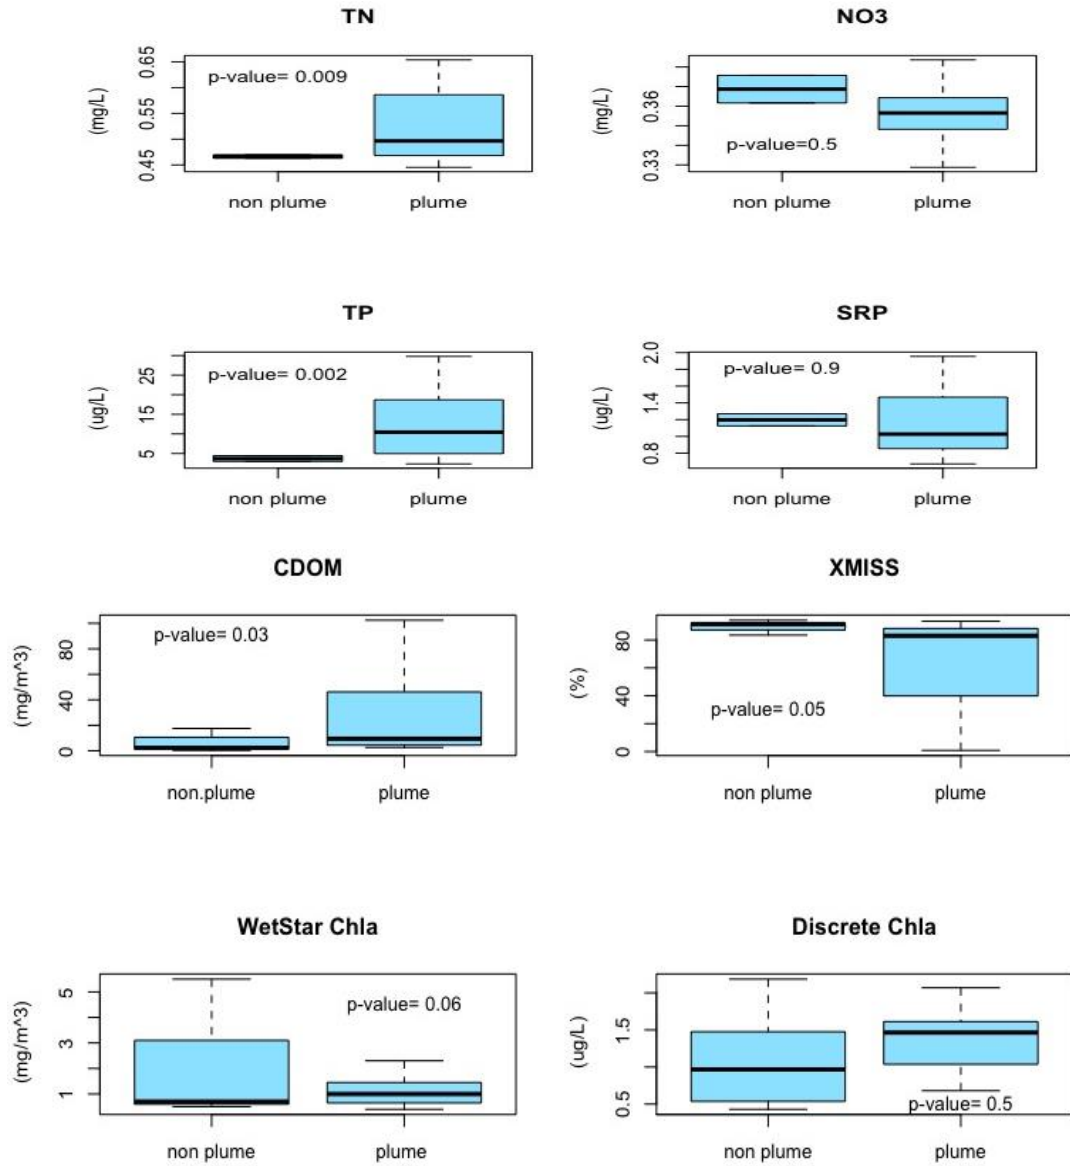 TN
NO3
(mg/L)
0.45 0.55 0.65
p-value= 0.009
non plume plume
(mg/L)
0.33 0.36
p-value=0.5
non plume plume
TP
SRP
(ug/L)
5 15 25
p-value= 0.002
non plume plume
(ug/L)
0.8 1.4 2.0
p-value= 0.9
non plume plume
CDOM
XMISS
(mg/m^3)
0 40 80
p-value= 0.03
non.plume plume
(%)
0 40 80
p-value= 0.05
non plume plume
WetStar Chla
Discrete Chla
(mg/m^3)
1 3 5
p-value= 0.06
non plume plume
(ug/L)
0.5 1.5
p-value= 0.5
non plume plume